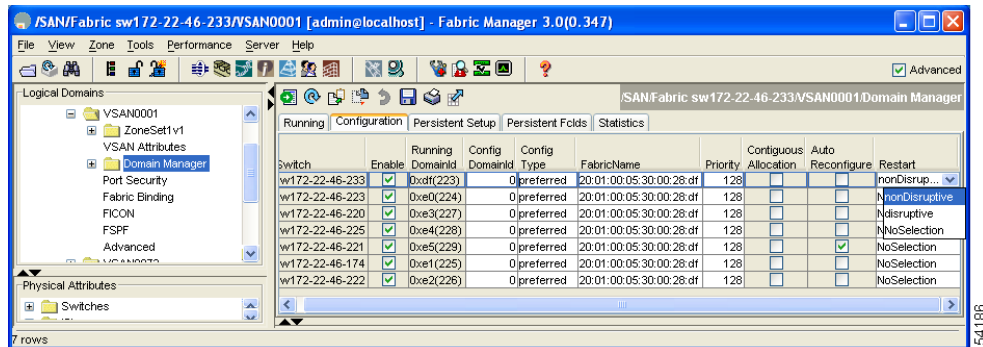 /SAN/Fabric sw172-22-46-233/VSAN0001 [admin@localhost] - Fabric Manager 3.0(0.347)
File View Zone Tools Performance Server Help
Advanced
Logical Domains
VSAN0001
ZoneSet1v1
VSAN Attributes
Domain Manager
Port Security
Fabric Binding
FICON
FSPF
Advanced
Physical Attributes
Switches
/SAN/Fabric sw172-22-46-233/VSAN0001/Domain Manager
Running Configuration Persistent Setup Persistent FcIds Statistics
Switch Enable Running DomainId Config DomainId Config Type FabricName Priority Contiguous Allocation Auto Reconfigure Restart
w172-22-46-233 0xdf(223) 0 preferred 20:01:00:05:30:00:28:df 128 nonDisrup...
w172-22-46-223 0xe0(224) 0 preferred 20:01:00:05:30:00:28:df 128 N nonDisruptive
w172-22-46-220 0xe3(227) 0 preferred 20:01:00:05:30:00:28:df 128 N disruptive
w172-22-46-225 0xe4(228) 0 preferred 20:01:00:05:30:00:28:df 128 N NoSelection
w172-22-46-221 0xe5(229) 0 preferred 20:01:00:05:30:00:28:df 128 NoSelection
w172-22-46-174 0xe1(225) 0 preferred 20:01:00:05:30:00:28:df 128 NoSelection
w172-22-46-222 0xe2(226) 0 preferred 20:01:00:05:30:00:28:df 128 NoSelection
7 rows
54186